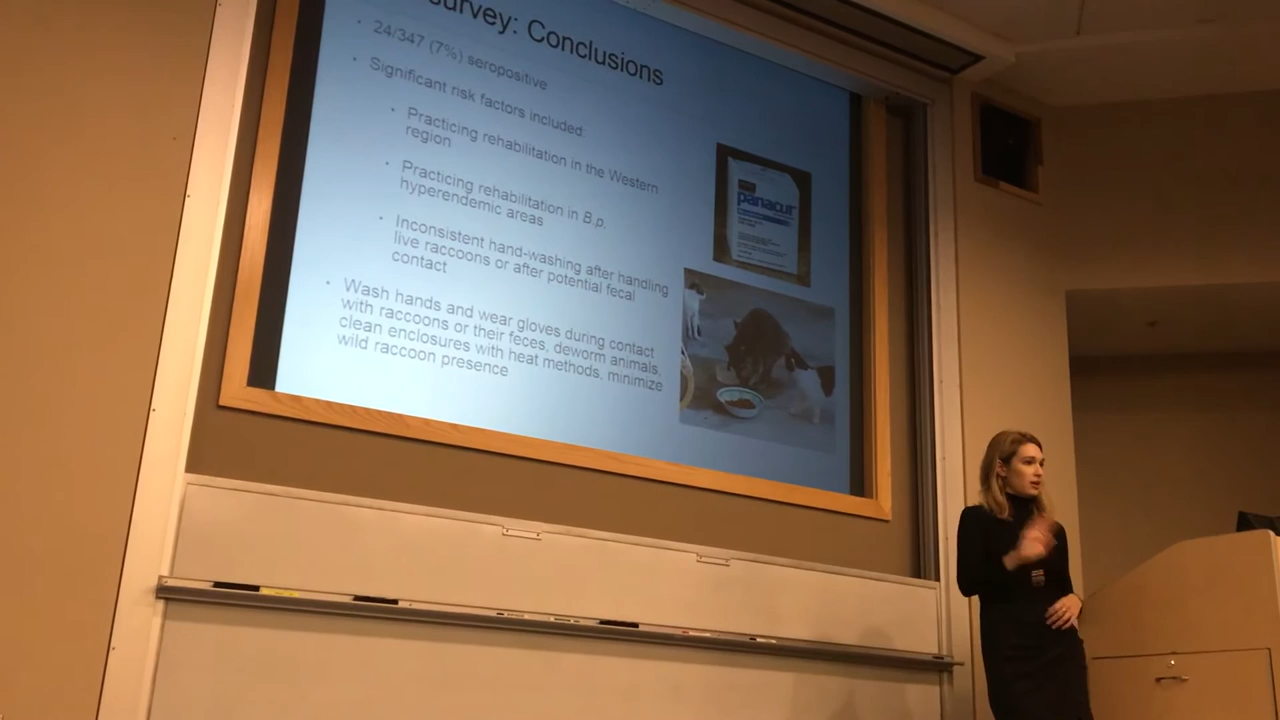 survey: Conclusions
24/347 (7%) seropositive
Significant risk factors included:
Practicing rehabilitation in the Western
region
Practicing rehabilitation in B.p.
hyperendemic areas
Inconsistent hand-washing after handling
live raccoons or after potential fecal
contact
Wash hands and wear gloves during contact
with raccoons or their feces, deworm animals,
clean enclosures with heat methods, minimize
wild raccoon presence
panacur